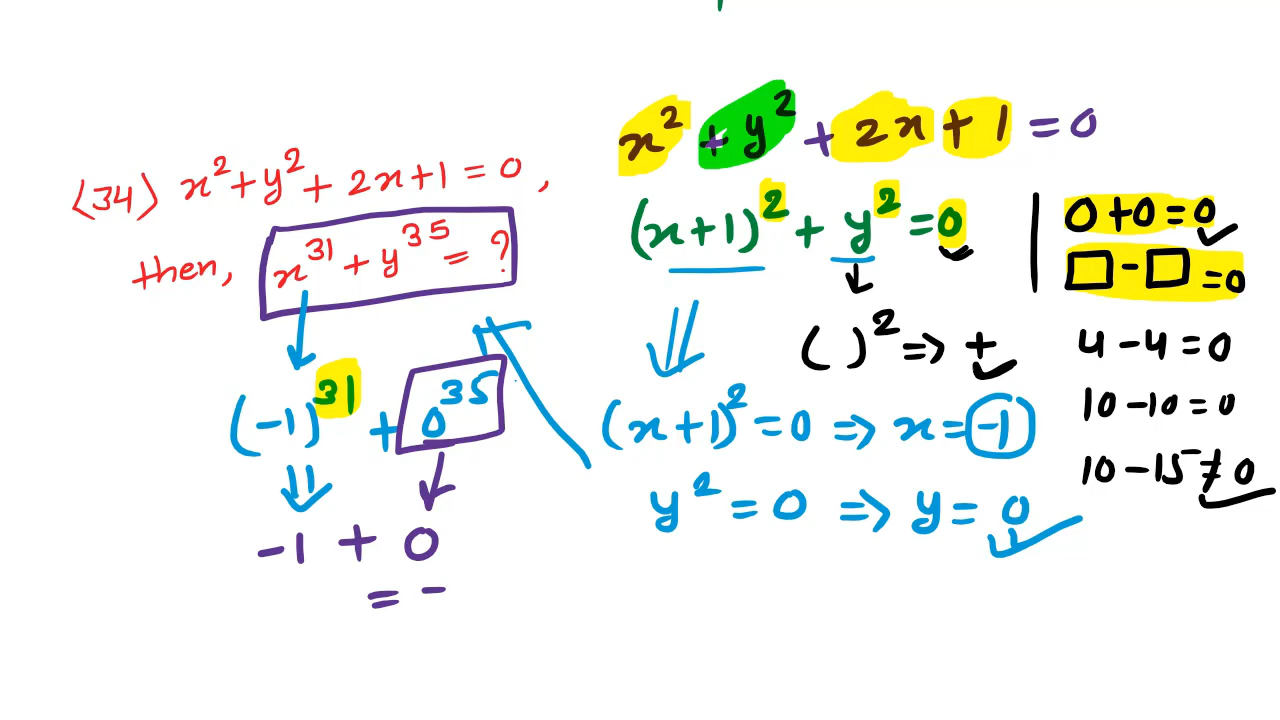 ⟨34⟩ x² + y² + 2x + 1 = 0 ,
then, x³¹ + y³⁵ = ?
(-1)³¹ + 0³⁵
-1 + 0
= -
x² + y² + 2x + 1 = 0
(x+1)² + y² = 0
( )² => +
(x+1)² = 0 => x = -1
y² = 0 => y = 0
0 + 0 = 0
□ - □ = 0
4 - 4 = 0
10 - 10 = 0
10 - 15 ≠ 0